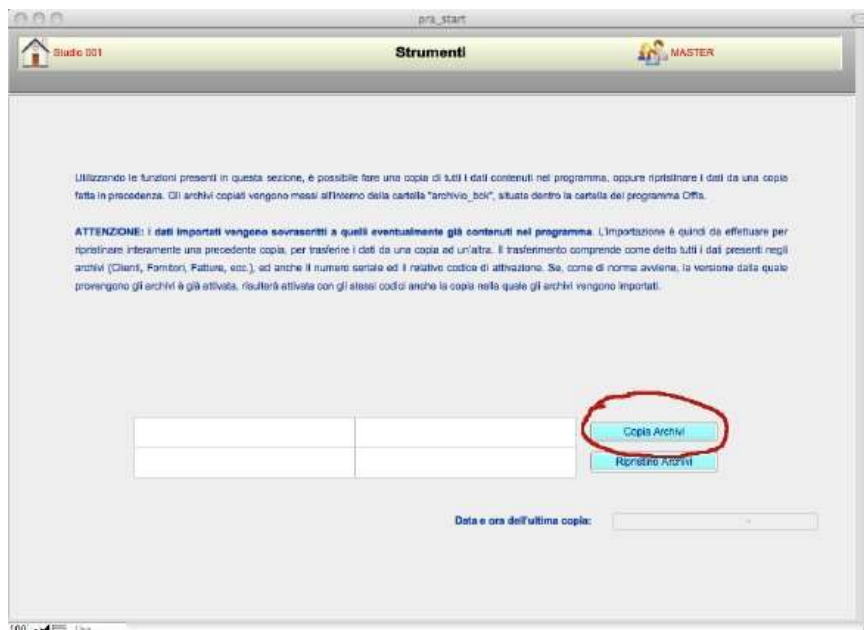 pra_start
Studio 001
Strumenti
MASTER
Utilizzando le funzioni presenti in questa sezione, è possibile fare una copia di tutti i dati contenuti nel programma, oppure ripristinare i dati da una copia
fatta in precedenza. Gli archivi copiati vengono messi all'interno della cartella "archivio_bck", situata dentro la cartella del programma Offa.
ATTENZIONE: i dati importati vengono sovrascritti a quelli eventualmente già contenuti nel programma. L'importazione è quindi da effettuare per
ripristinare interamente una precedente copia, per trasferire i dati da una copia ad un'altra. Il trasferimento comprende come detto tutti i dati presenti negli
archivi (Clienti, Fornitori, Fatture, ecc.), ed anche il numero seriale ed il relativo codice di attivazione. Se, come di norma avviene, la versione dalla quale
provengono gli archivi è già attivata, risulterà attivata con gli stessi codici anche la copia nella quale gli archivi vengono importati.
Copia Archivi
Ripristino Archivi
Data e ora dell'ultima copia:
-
100